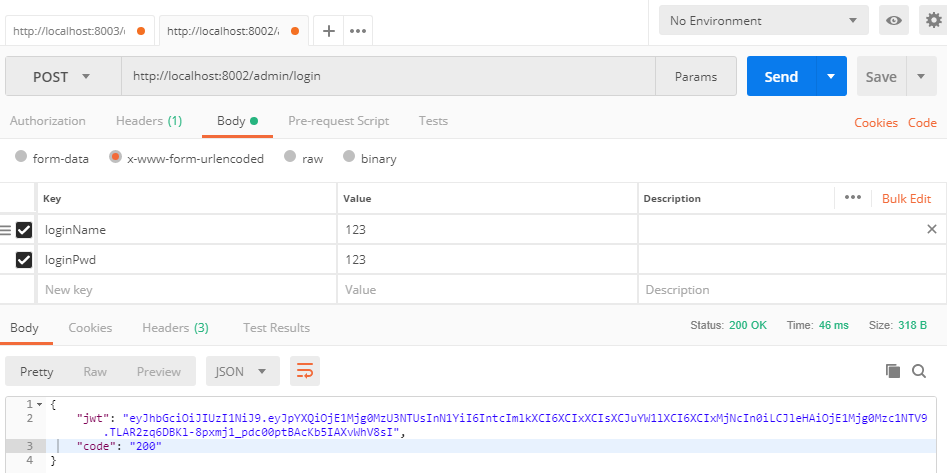 http://localhost:8003/
http://localhost:8002/
No Environment
POST
http://localhost:8002/admin/login
Params
Send
Save
Authorization
Headers (1)
Body
Pre-request Script
Tests
Cookies
Code
form-data
x-www-form-urlencoded
raw
binary
Key
Value
Description
Bulk Edit
loginName
123
loginPwd
123
New key
Value
Description
Body
Cookies
Headers (3)
Test Results
Status: 200 OK
Time: 46 ms
Size: 318 B
Pretty
Raw
Preview
JSON
1 {
2 "jwt": "eyJhbGciOiJIUzI1NiJ9.eyJpYXQiOjE1Mjg0MzU3NTUsInN1YiI6IntcImlkXCI6XCIxXCIsXCJuYW1lXCI6XCIxMjNcIn0iLCJleHAiOjE1Mjg0Mzc1NTV9
.TLAR2zq6DBKl-8pxmj1_pdc00ptBAcKb5IAXvWhV8sI",
3 "code": "200"
4 }